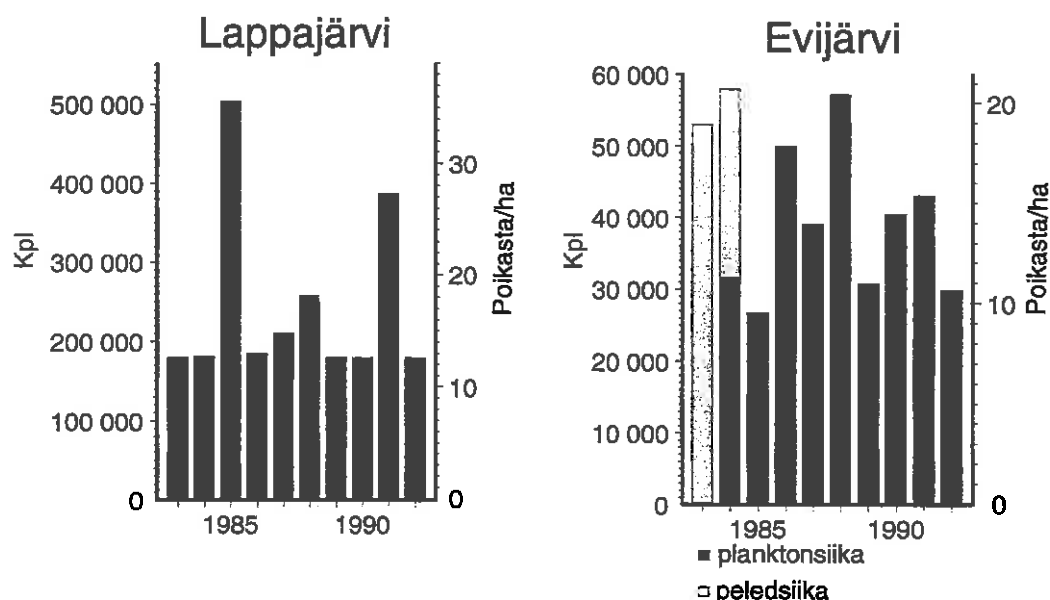 Lappajärvi
Kpl
500 000
400 000
300 000
200 000
100 000
0
30
20
10
0
Poikasta/ha
1985 1990
Evijärvi
Kpl
60 000
50 000
40 000
30 000
20 000
10 000
0
20
10
0
Poikasta/ha
1985 1990
planktonsiika
peledsiika